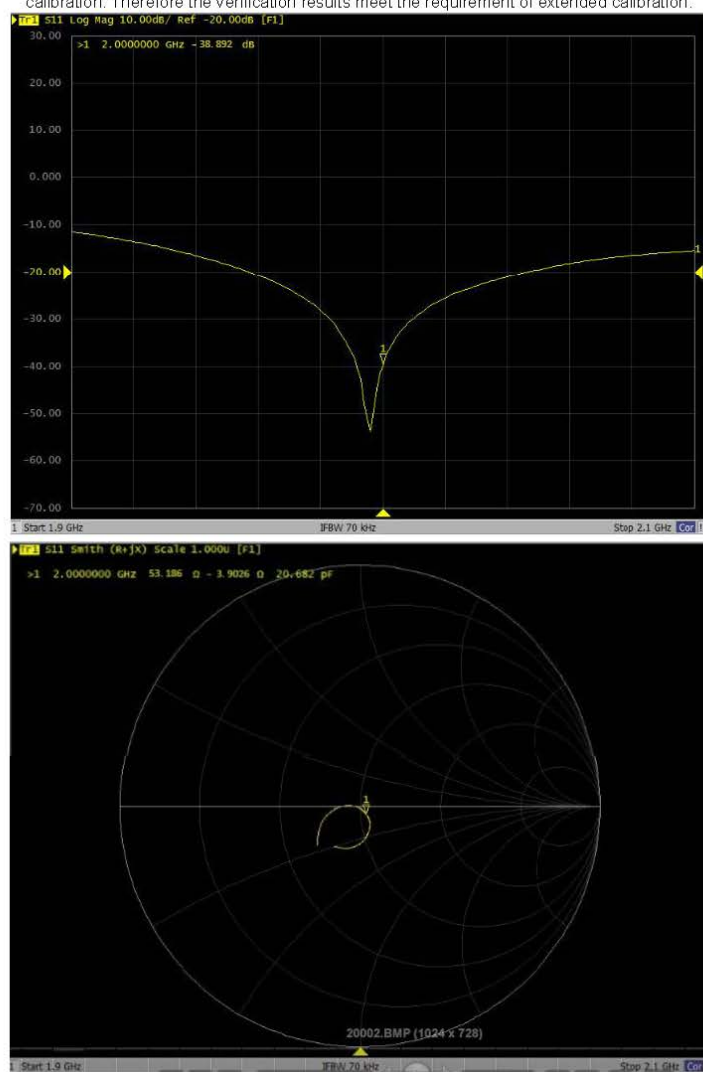 calibration. Therefore the verification results meet the requirement of extended calibration.
Tr1 S11 Log Mag 10.00dB/ Ref -20.00dB [F1]
30.00
>1 2.0000000 GHz -38.892 dB
20.00
10.00
0.000
-10.00
1
-20.00
-30.00
1
-40.00
-50.00
-60.00
-70.00
1 Start 1.9 GHz IFBW 70 kHz Stop 2.1 GHz Cor !
Tr1 S11 Smith (R+jX) Scale 1.000U [F1]
>1 2.0000000 GHz 53.186 Ω -3.9026 Ω 20.682 pF
1
20002.BMP (1024 x 728)
1 Start 1.9 GHz IFBW 70 kHz Stop 2.1 GHz Cor